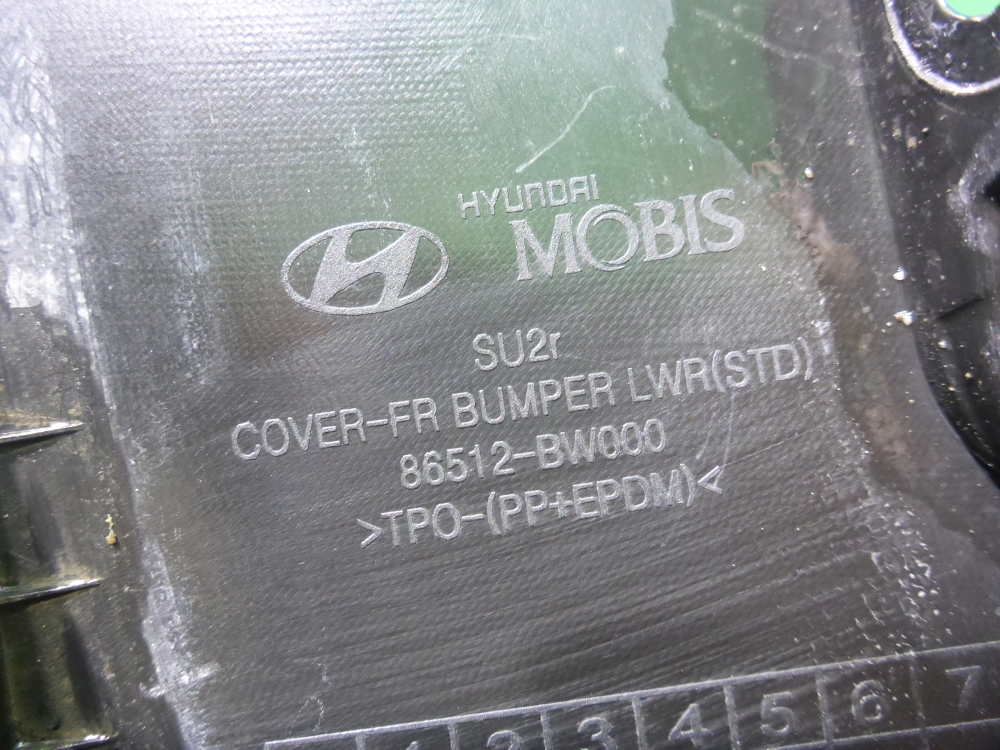 HYUNDAI
MOBIS
SU2r
COVER-FR BUMPER LWR(STD)
86512-BW000
>TPO-(PP+EPDM)<
1 2 3 4 5 6 7